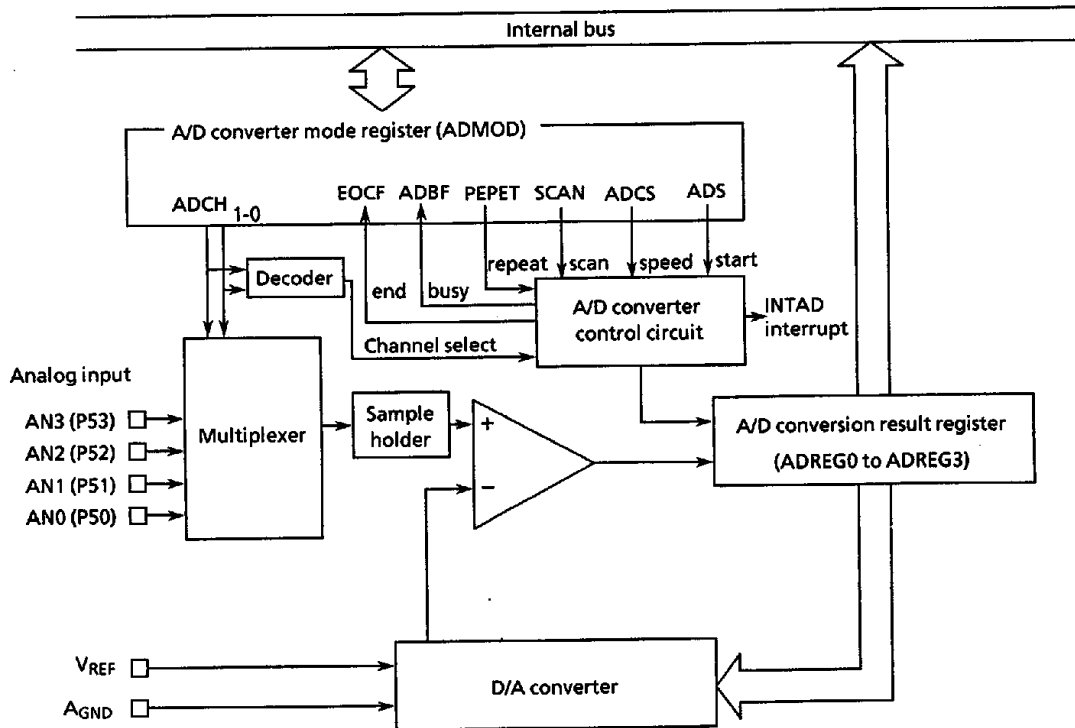 Internal bus
A/D converter mode register (ADMOD)
ADCH1-0
EOCF ADBF PEPET SCAN ADCS ADS
repeat scan speed start
Decoder
end busy
A/D converter
control circuit
INTAD
interrupt
Channel select
Analog input
AN3 (P53)
AN2 (P52)
AN1 (P51)
AN0 (P50)
Multiplexer
Sample
holder
+
−
A/D conversion result register
(ADREG0 to ADREG3)
VREF
AGND
D/A converter